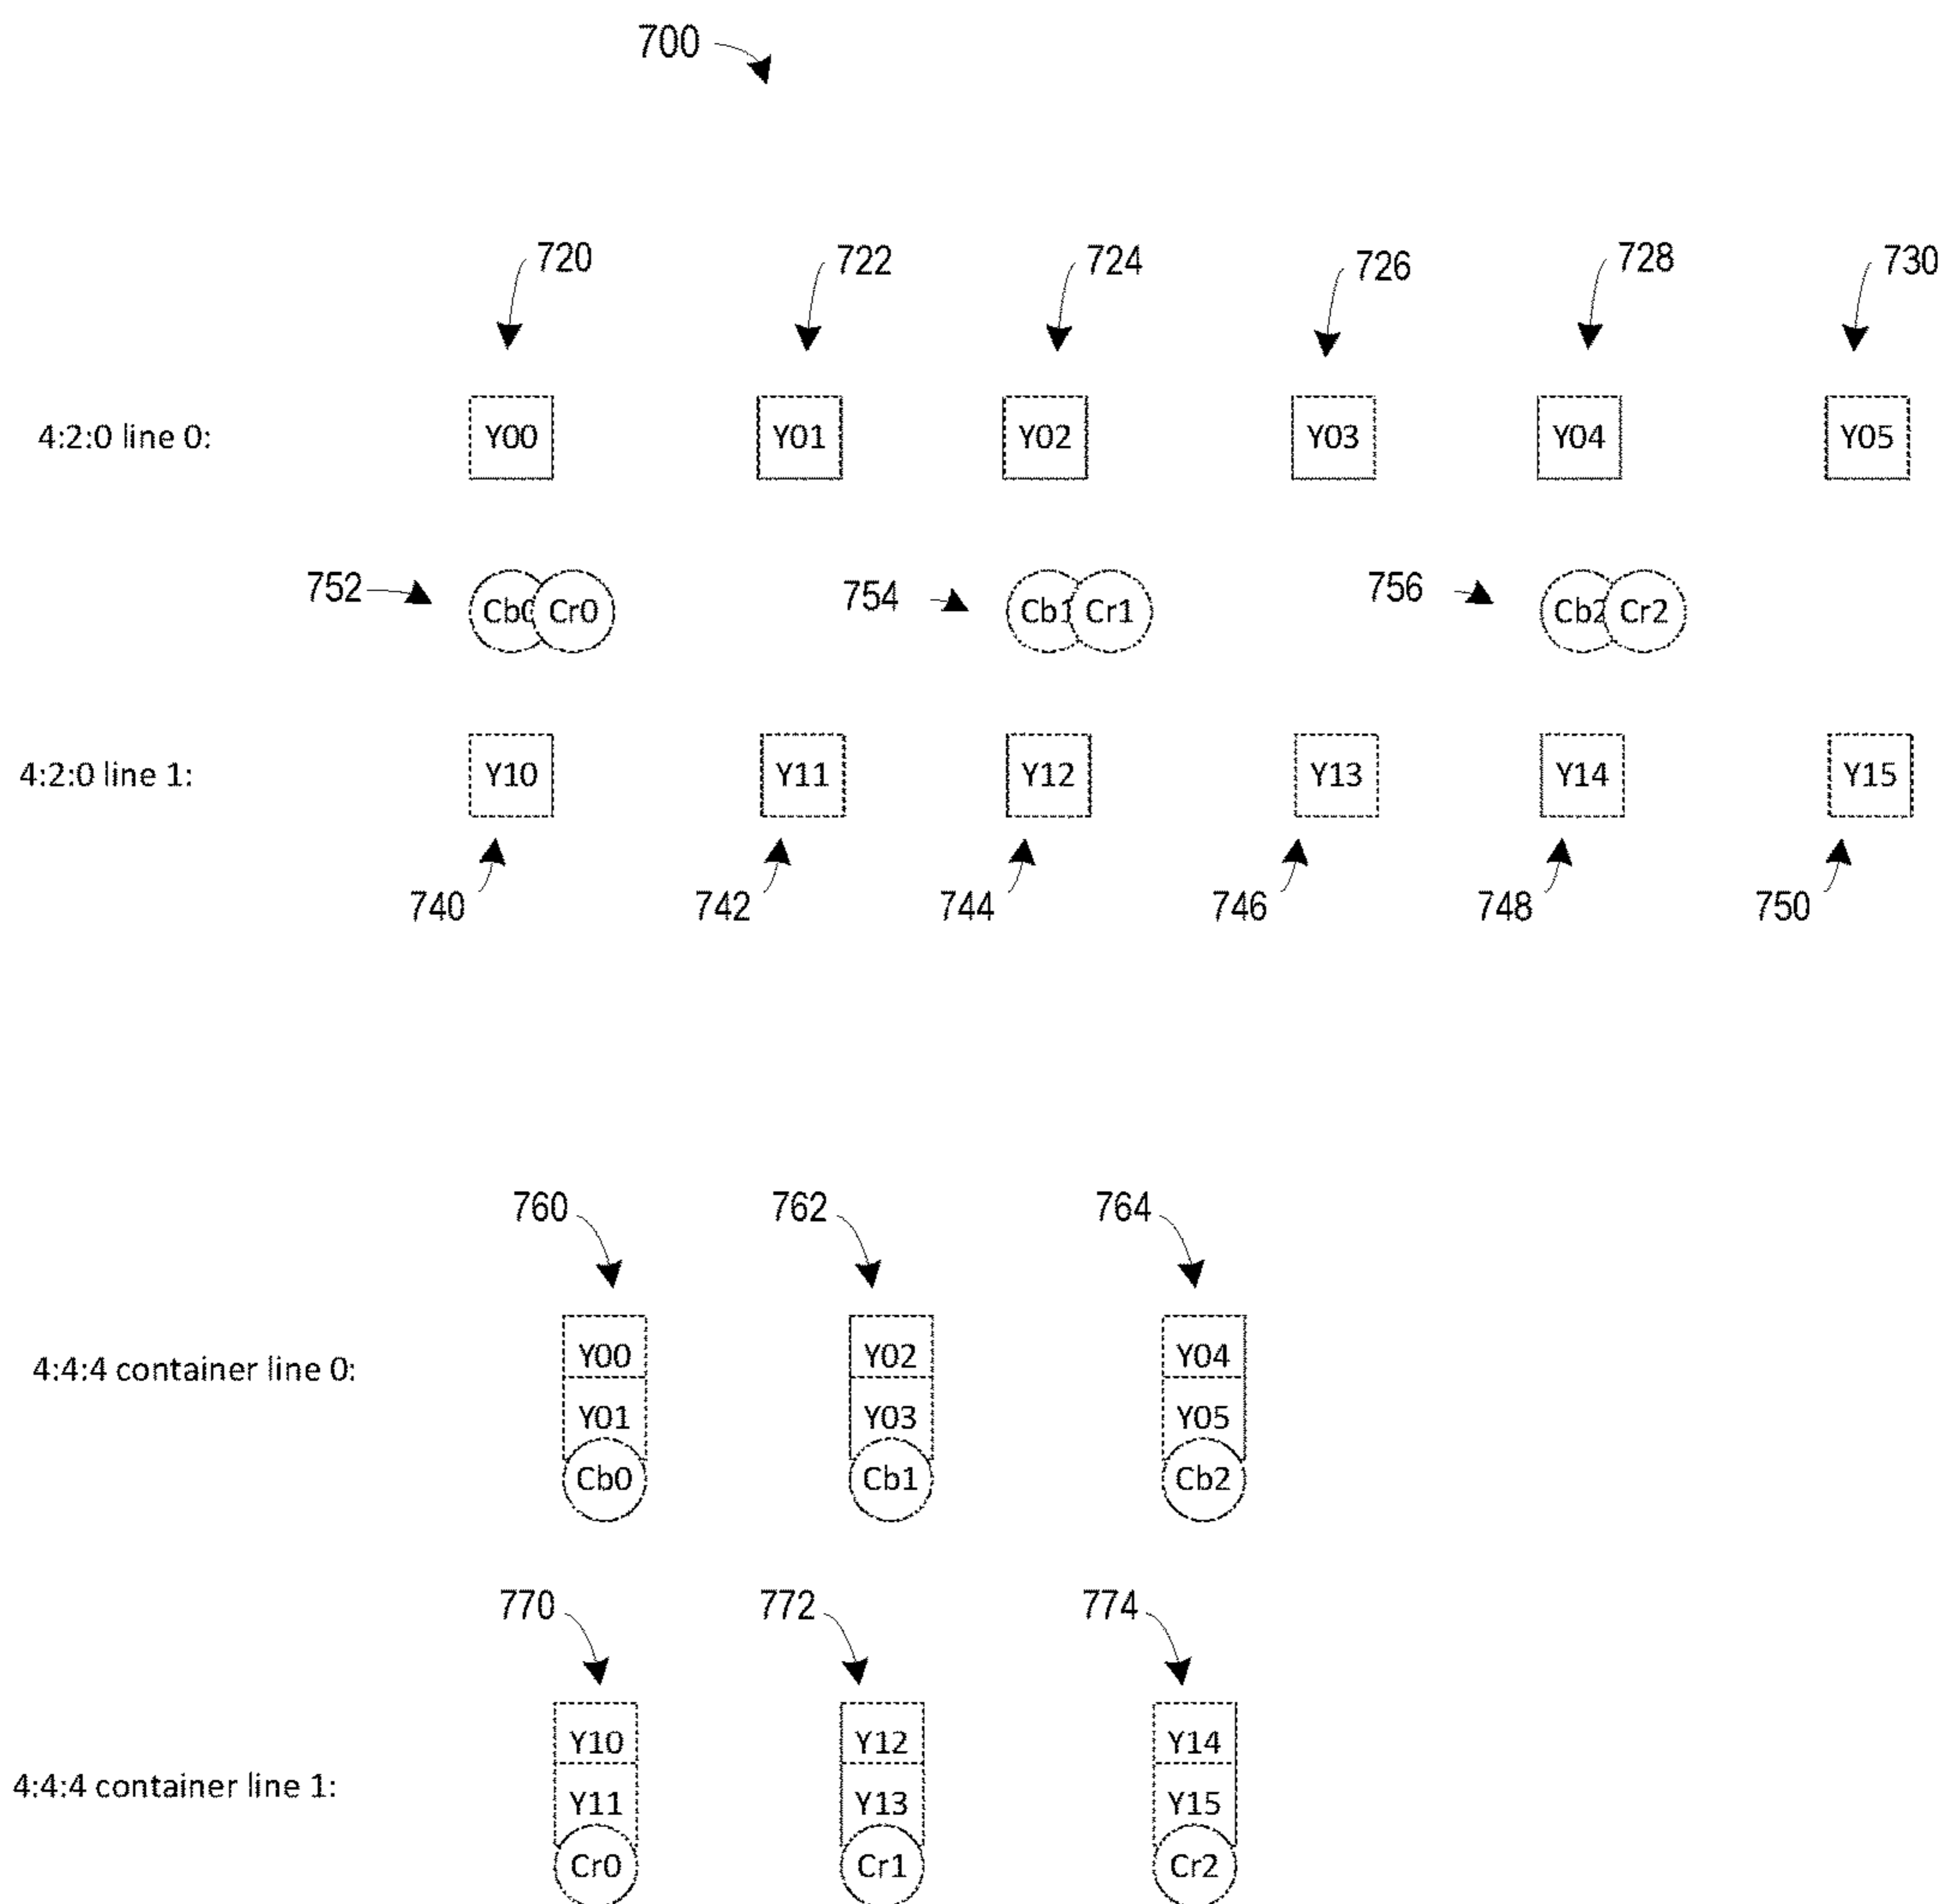 700
720 722 724 726 728 730
4:2:0 line 0: Y00 Y01 Y02 Y03 Y04 Y05
752 Cb0 Cr0 754 Cb1 Cr1 756 Cb2 Cr2
4:2:0 line 1: Y10 Y11 Y12 Y13 Y14 Y15
740 742 744 746 748 750
760 762 764
Y00 Y02 Y04
4:4:4 container line 0:
Y01 Y03 Y05
Cb0 Cb1 Cb2
770 772 774
Y10 Y12 Y14
4:4:4 container line 1:
Y11 Y13 Y15
Cr0 Cr1 Cr2